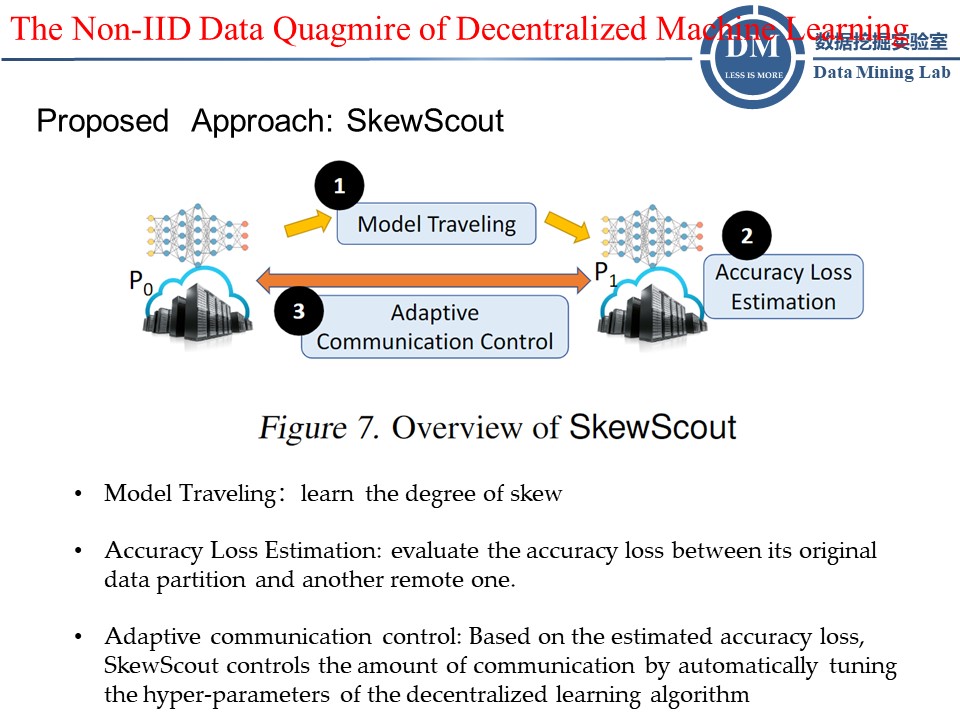 The Non-IID Data Quagmire of Decentralized Machine Learning
DM
LESS IS MORE
数据挖掘实验室
Data Mining Lab
Proposed Approach: SkewScout
1
Model Traveling
2
P0
P1
Accuracy Loss
Estimation
3
Adaptive
Communication Control
Figure 7. Overview of SkewScout
• Model Traveling：learn the degree of skew
• Accuracy Loss Estimation: evaluate the accuracy loss between its original
data partition and another remote one.
• Adaptive communication control: Based on the estimated accuracy loss,
SkewScout controls the amount of communication by automatically tuning
the hyper-parameters of the decentralized learning algorithm